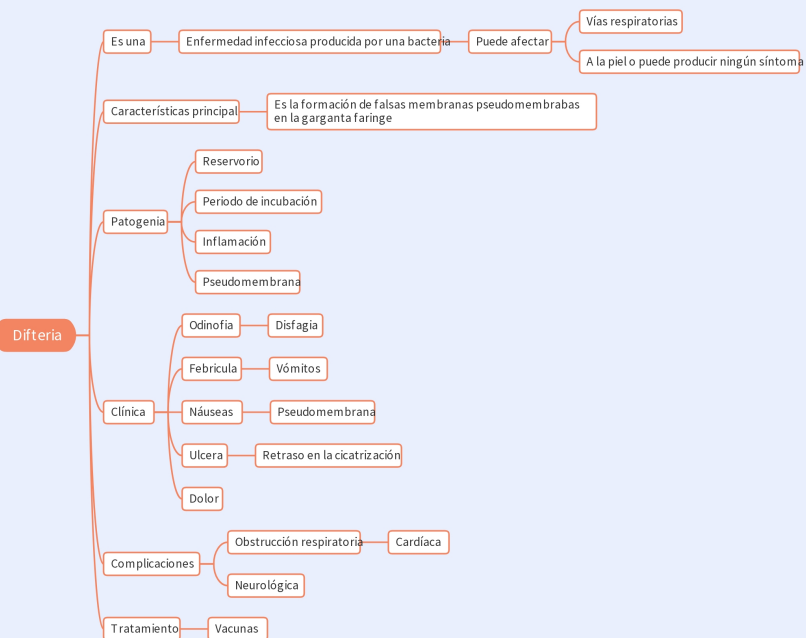 Es una
Enfermedad infecciosa producida por una bacteria
Puede afectar
Vías respiratorias
A la piel o puede producir ningún síntoma
Características principal
Es la formación de falsas membranas pseudomembrabas
en la garganta faringe
Patogenia
Reservorio
Periodo de incubación
Inflamación
Pseudomembrana
Difteria
Clínica
Odinofia
Disfagia
Febricula
Vómitos
Náuseas
Pseudomembrana
Ulcera
Retraso en la cicatrización
Dolor
Complicaciones
Obstrucción respiratoria
Cardíaca
Neurológica
Tratamiento
Vacunas